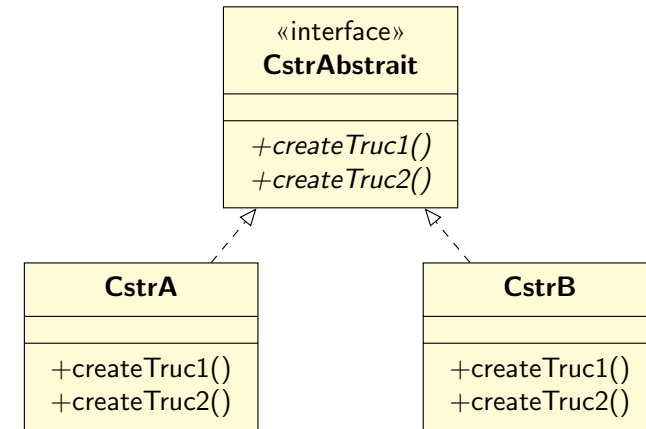 «interface»
CstrAbstrait
+createTruc1()
+createTruc2()
CstrA
+createTruc1()
+createTruc2()
CstrB
+createTruc1()
+createTruc2()